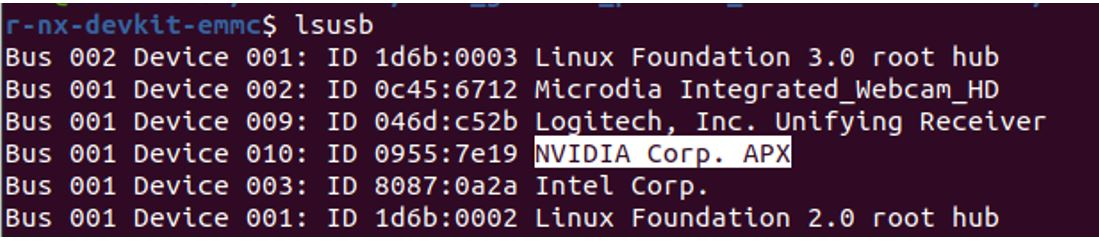 r-nx-devkit-emmc$ lsusb
Bus 002 Device 001: ID 1d6b:0003 Linux Foundation 3.0 root hub
Bus 001 Device 002: ID 0c45:6712 Microdia Integrated_Webcam_HD
Bus 001 Device 009: ID 046d:c52b Logitech, Inc. Unifying Receiver
Bus 001 Device 010: ID 0955:7e19 NVIDIA Corp. APX
Bus 001 Device 003: ID 8087:0a2a Intel Corp.
Bus 001 Device 001: ID 1d6b:0002 Linux Foundation 2.0 root hub